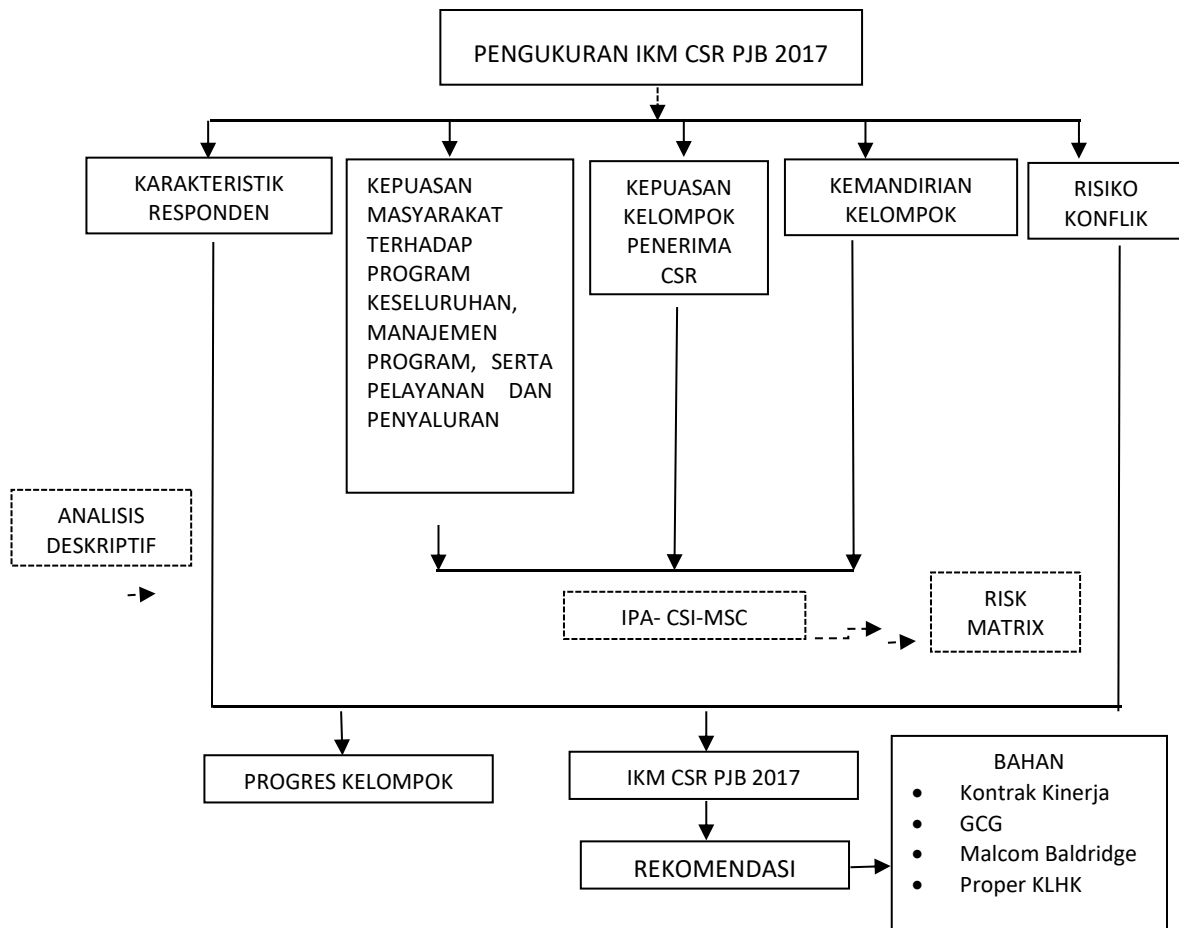 PENGUKURAN IKM CSR PJB 2017
KARAKTERISTIK
RESPONDEN
KEPUASAN
MASYARAKAT
TERHADAP
PROGRAM
KESELURUHAN,
MANAJEMEN
PROGRAM, SERTA
PELAYANAN DAN
PENYALURAN
KEPUASAN
KELOMPOK
PENERIMA
CSR
KEMANDIRIAN
KELOMPOK
RISIKO
KONFLIK
ANALISIS
DESKRIPTIF
IPA- CSI-MSC
RISK
MATRIX
PROGRES KELOMPOK
IKM CSR PJB 2017
REKOMENDASI
BAHAN
• Kontrak Kinerja
• GCG
• Malcom Baldridge
• Proper KLHK